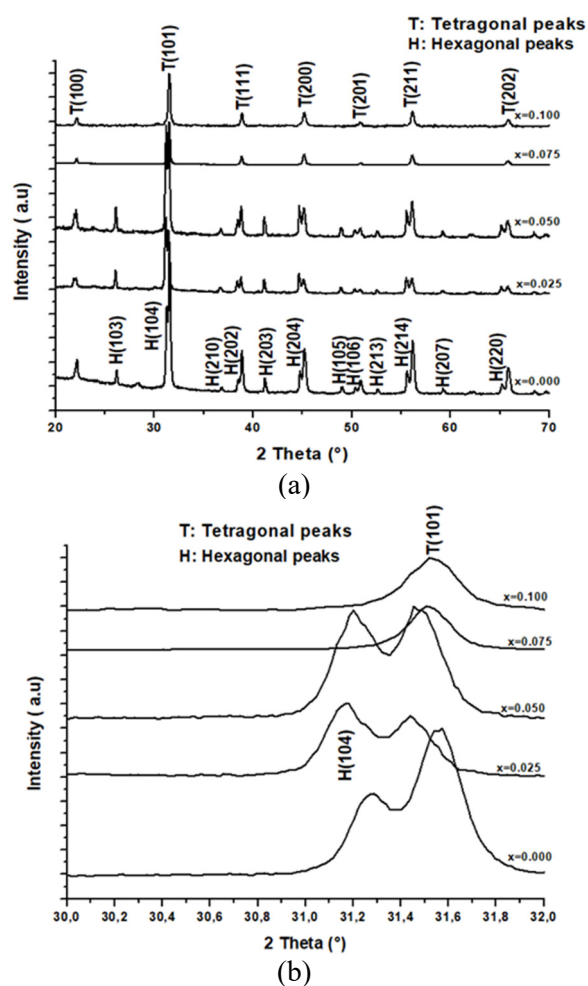 T: Tetragonal peaks
H: Hexagonal peaks
T(100)
T(101)
T(111)
T(200)
T(201)
T(211)
T(202)
x=0.100
x=0.075
x=0.050
x=0.025
x=0.000
H(103)
H(104)
H(210)
H(202)
H(203)
H(204)
H(105)
H(106)
H(213)
H(214)
H(207)
H(220)
Intensity ( a.u)
20 30 40 50 60 70
2 Theta (°)
(a)
T: Tetragonal peaks
H: Hexagonal peaks
T(101)
x=0.100
x=0.075
x=0.050
x=0.025
H(104)
x=0.000
Intensity ( a.u)
30,0 30,2 30,4 30,6 30,8 31,0 31,2 31,4 31,6 31,8 32,0
2 Theta (°)
(b)